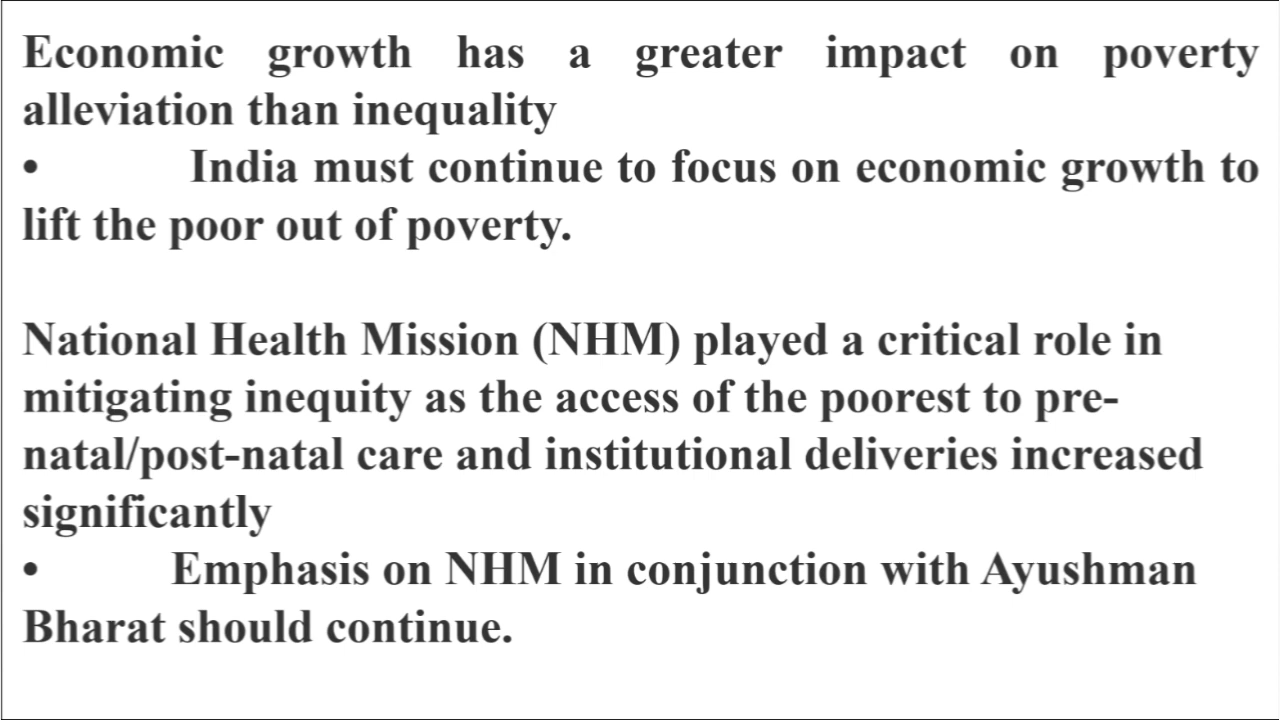 Economic growth has a greater impact on poverty
alleviation than inequality
• India must continue to focus on economic growth to
lift the poor out of poverty.
National Health Mission (NHM) played a critical role in
mitigating inequity as the access of the poorest to pre-
natal/post-natal care and institutional deliveries increased
significantly
• Emphasis on NHM in conjunction with Ayushman
Bharat should continue.